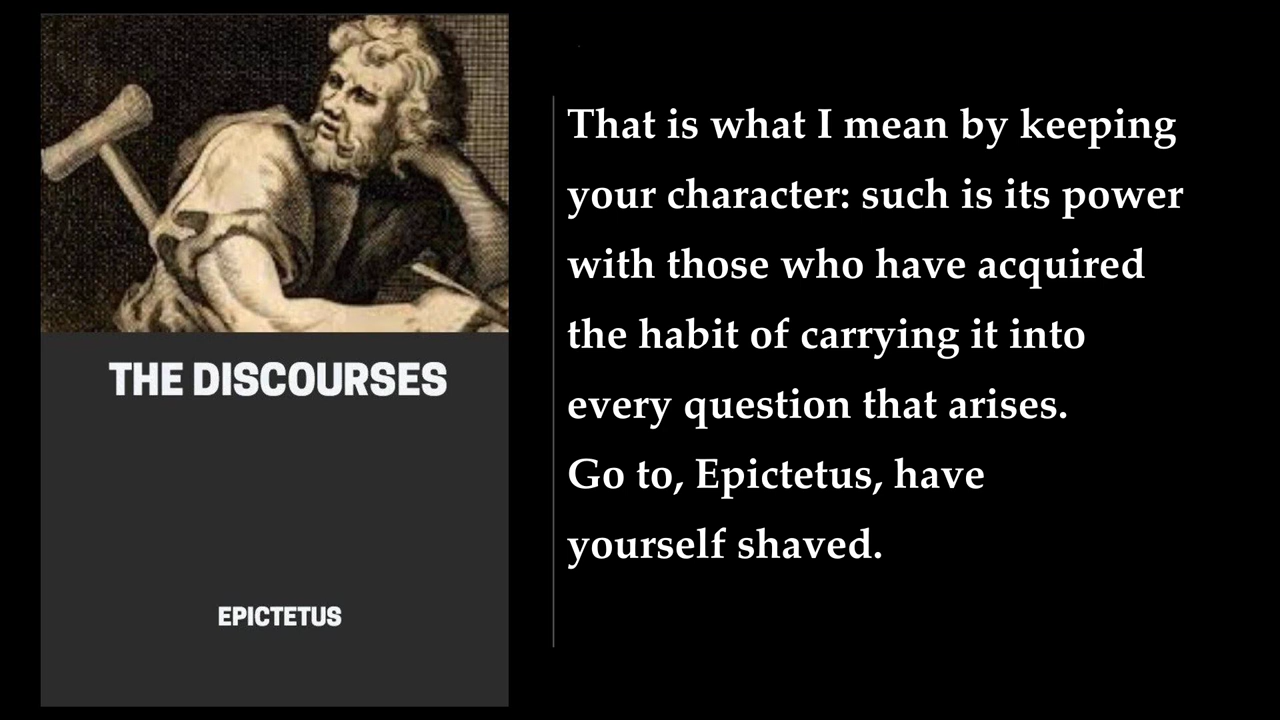 THE DISCOURSES
EPICTETUS
That is what I mean by keeping
your character: such is its power
with those who have acquired
the habit of carrying it into
every question that arises.
Go to, Epictetus, have
yourself shaved.